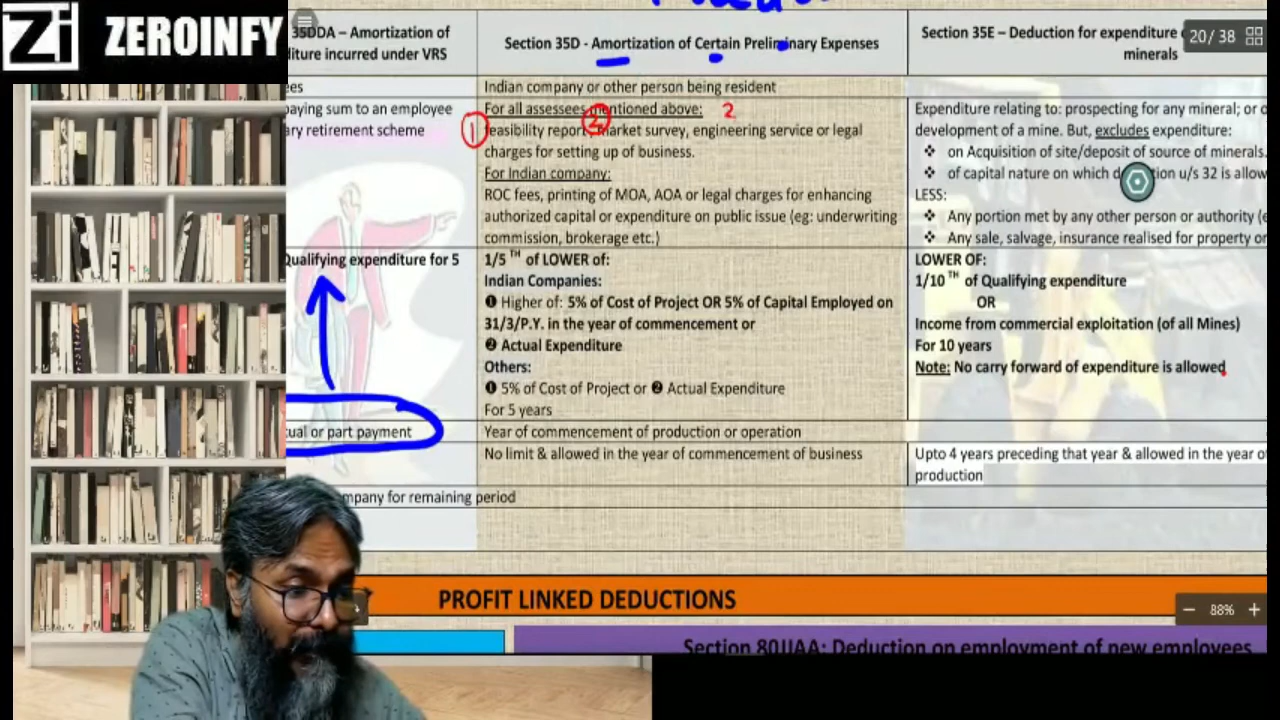 ZEROINFY
35DDA – Amortization of
diture incurred under VRS
Section 35D - Amortization of Certain Preliminary Expenses
Section 35E – Deduction for expenditure
minerals
20/ 38
ees
Indian company or other person being resident
paying sum to an employee
ary retirement scheme
For all assessees mentioned above: 2
1 feasibility report, 2 market survey, engineering service or legal
charges for setting up of business.
For Indian company:
ROC fees, printing of MOA, AOA or legal charges for enhancing
authorized capital or expenditure on public issue (eg: underwriting
commission, brokerage etc.)
Expenditure relating to: prospecting for any mineral; or
development of a mine. But, excludes expenditure:
❖ on Acquisition of site/deposit of source of minerals.
❖ of capital nature on which u/s 32 is allow
LESS:
❖ Any portion met by any other person or authority (e
❖ Any sale, salvage, insurance realised for property or
Qualifying expenditure for 5
1/5 TH of LOWER of:
Indian Companies:
❶ Higher of: 5% of Cost of Project OR 5% of Capital Employed on
31/3/P.Y. in the year of commencement or
❷ Actual Expenditure
Others:
❶ 5% of Cost of Project or ❷ Actual Expenditure
For 5 years
LOWER OF:
1/10 TH of Qualifying expenditure
OR
Income from commercial exploitation (of all Mines)
For 10 years
Note: No carry forward of expenditure is allowed
tual or part payment
Year of commencement of production or operation
No limit & allowed in the year of commencement of business
Upto 4 years preceding that year & allowed in the year o
production
mpany for remaining period
PROFIT LINKED DEDUCTIONS
88%
Section 80JJAA: Deduction on employment of new employees